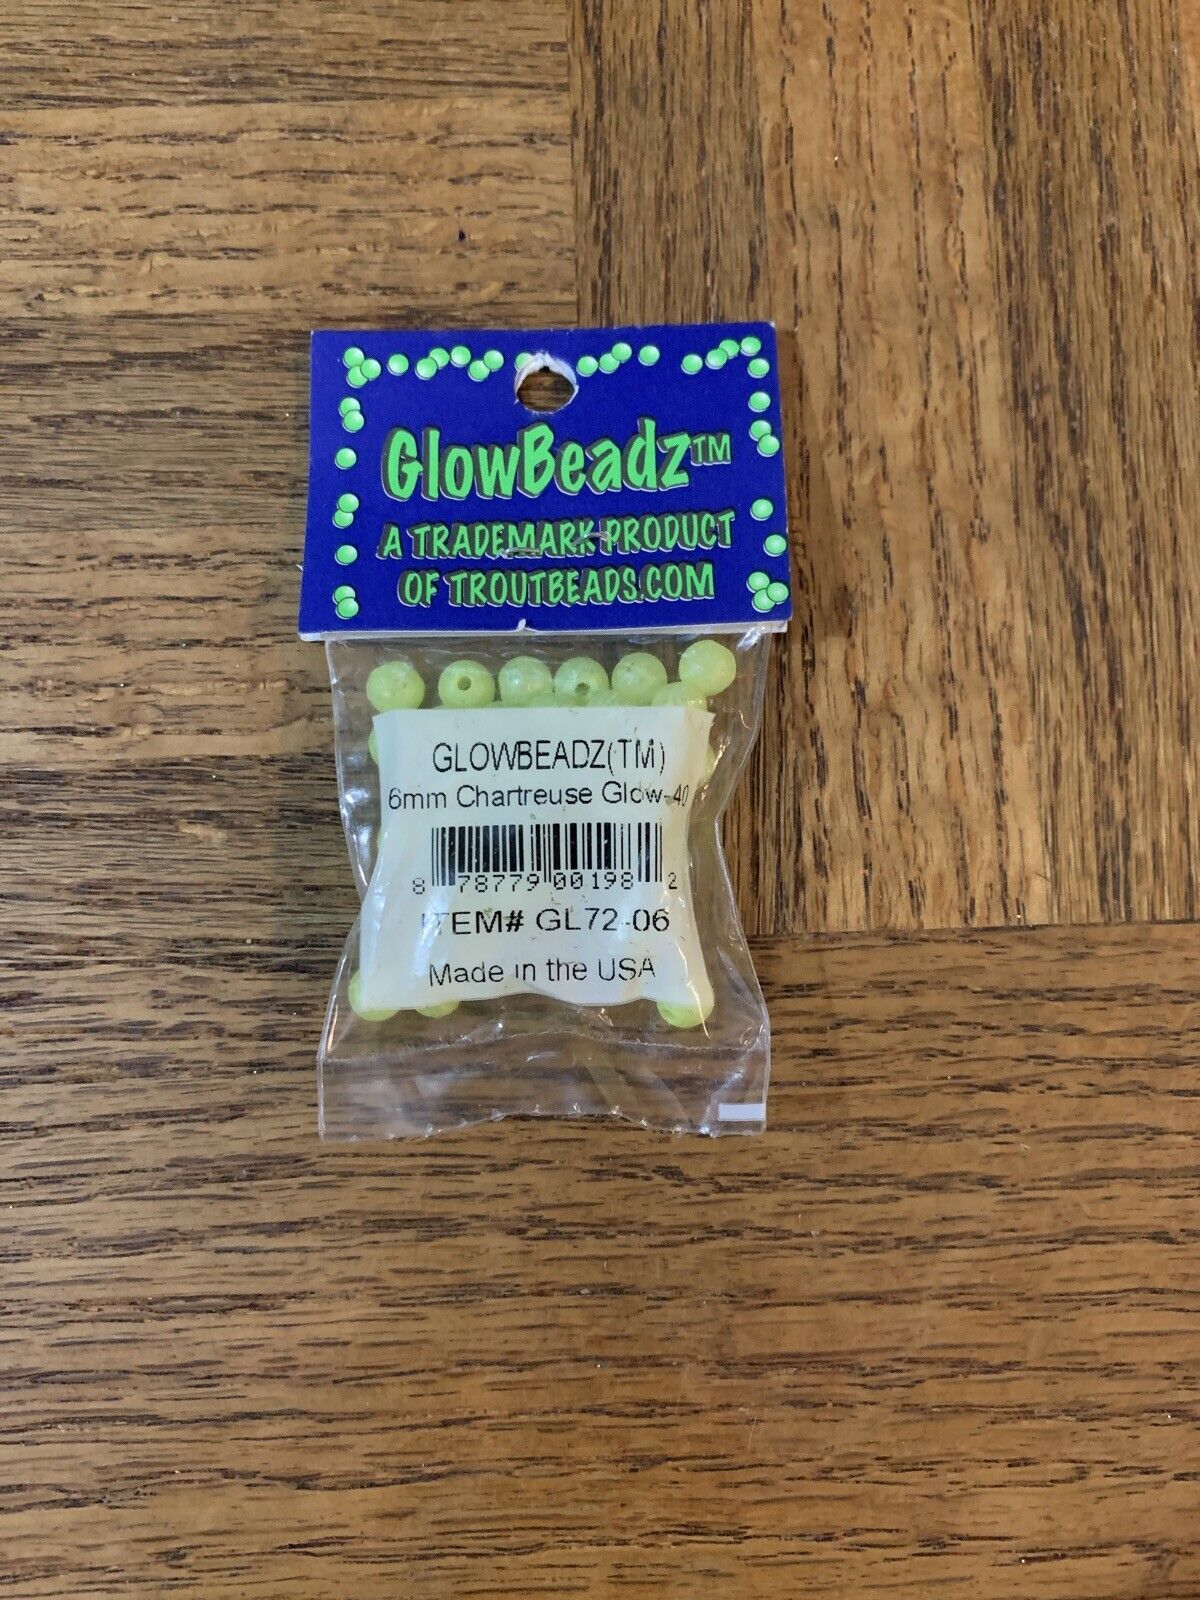 GlowBeadz™
A TRADEMARK PRODUCT
OF TROUTBEADS.COM
GLOWBEADZ(TM)
6mm Chartreuse Glow-40
8 78779 00198 2
ITEM# GL72-06
Made in the USA